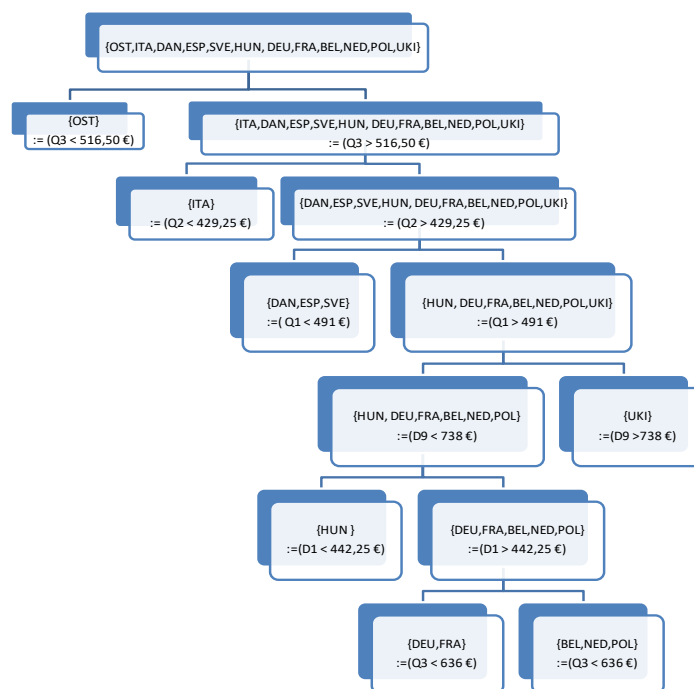 {OST,ITA,DAN,ESP,SVE,HUN, DEU,FRA,BEL,NED,POL,UKI}
{OST}
:= (Q3 < 516,50 €)
{ITA,DAN,ESP,SVE,HUN, DEU,FRA,BEL,NED,POL,UKI}
:= (Q3 > 516,50 €)
{ITA}
:= (Q2 < 429,25 €)
{DAN,ESP,SVE,HUN, DEU,FRA,BEL,NED,POL,UKI}
:= (Q2 > 429,25 €)
{DAN,ESP,SVE}
:=( Q1 < 491 €)
{HUN, DEU,FRA,BEL,NED,POL,UKI}
:=(Q1 > 491 €)
{HUN, DEU,FRA,BEL,NED,POL}
:=(D9 < 738 €)
{UKI}
:=(D9 >738 €)
{HUN }
:=(D1 < 442,25 €)
{DEU,FRA,BEL,NED,POL}
:=(D1 > 442,25 €)
{DEU,FRA}
:=(Q3 < 636 €)
{BEL,NED,POL}
:=(Q3 < 636 €)